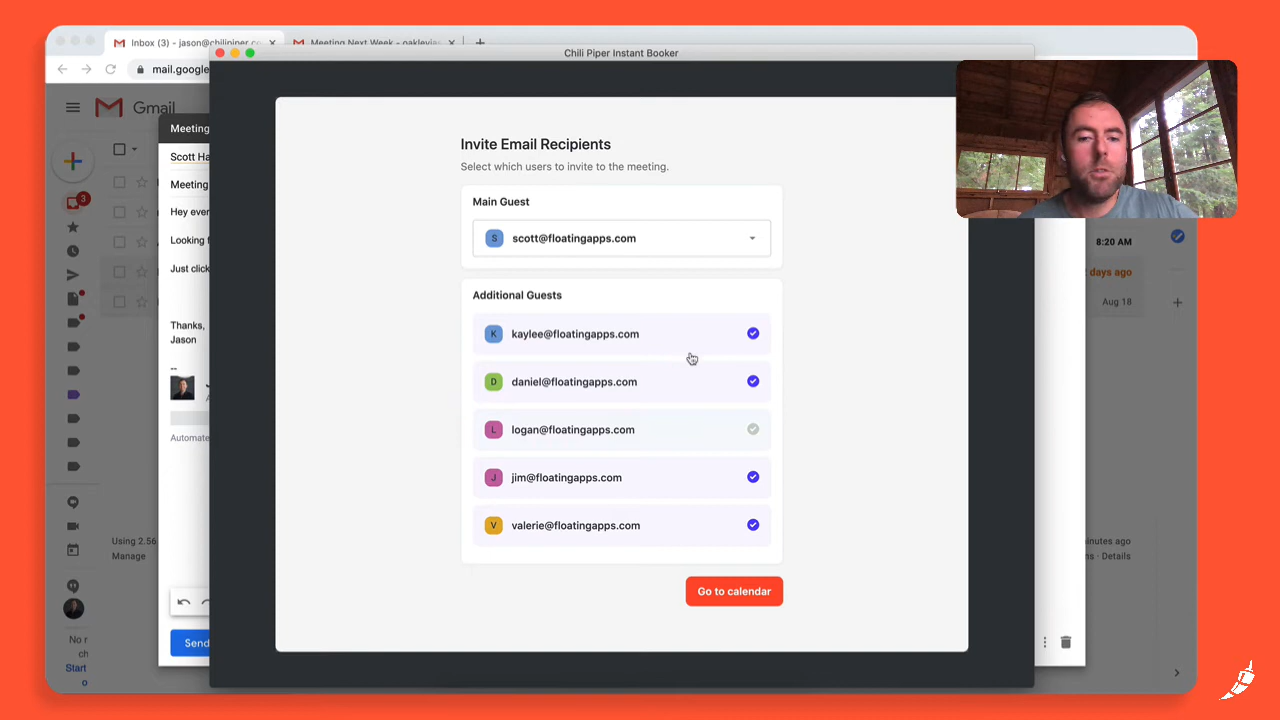 Inbox (3) - jason@chilipiper.co
Meeting Next Week - oaklevias
Chili Piper Instant Booker
mail.google
Gmail
Meeting
Scott Ha
Meeting
Hey ever
Looking f
Just click
Thanks,
Jason
--
Automate
Send
3
Using 2.56
Manage
No r
ch
Start
o
Invite Email Recipients
Select which users to invite to the meeting.
Main Guest
S scott@floatingapps.com
Additional Guests
K kaylee@floatingapps.com
D daniel@floatingapps.com
L logan@floatingapps.com
J jim@floatingapps.com
V valerie@floatingapps.com
Go to calendar
8:20 AM
days ago
Aug 18
inutes ago
ns · Details